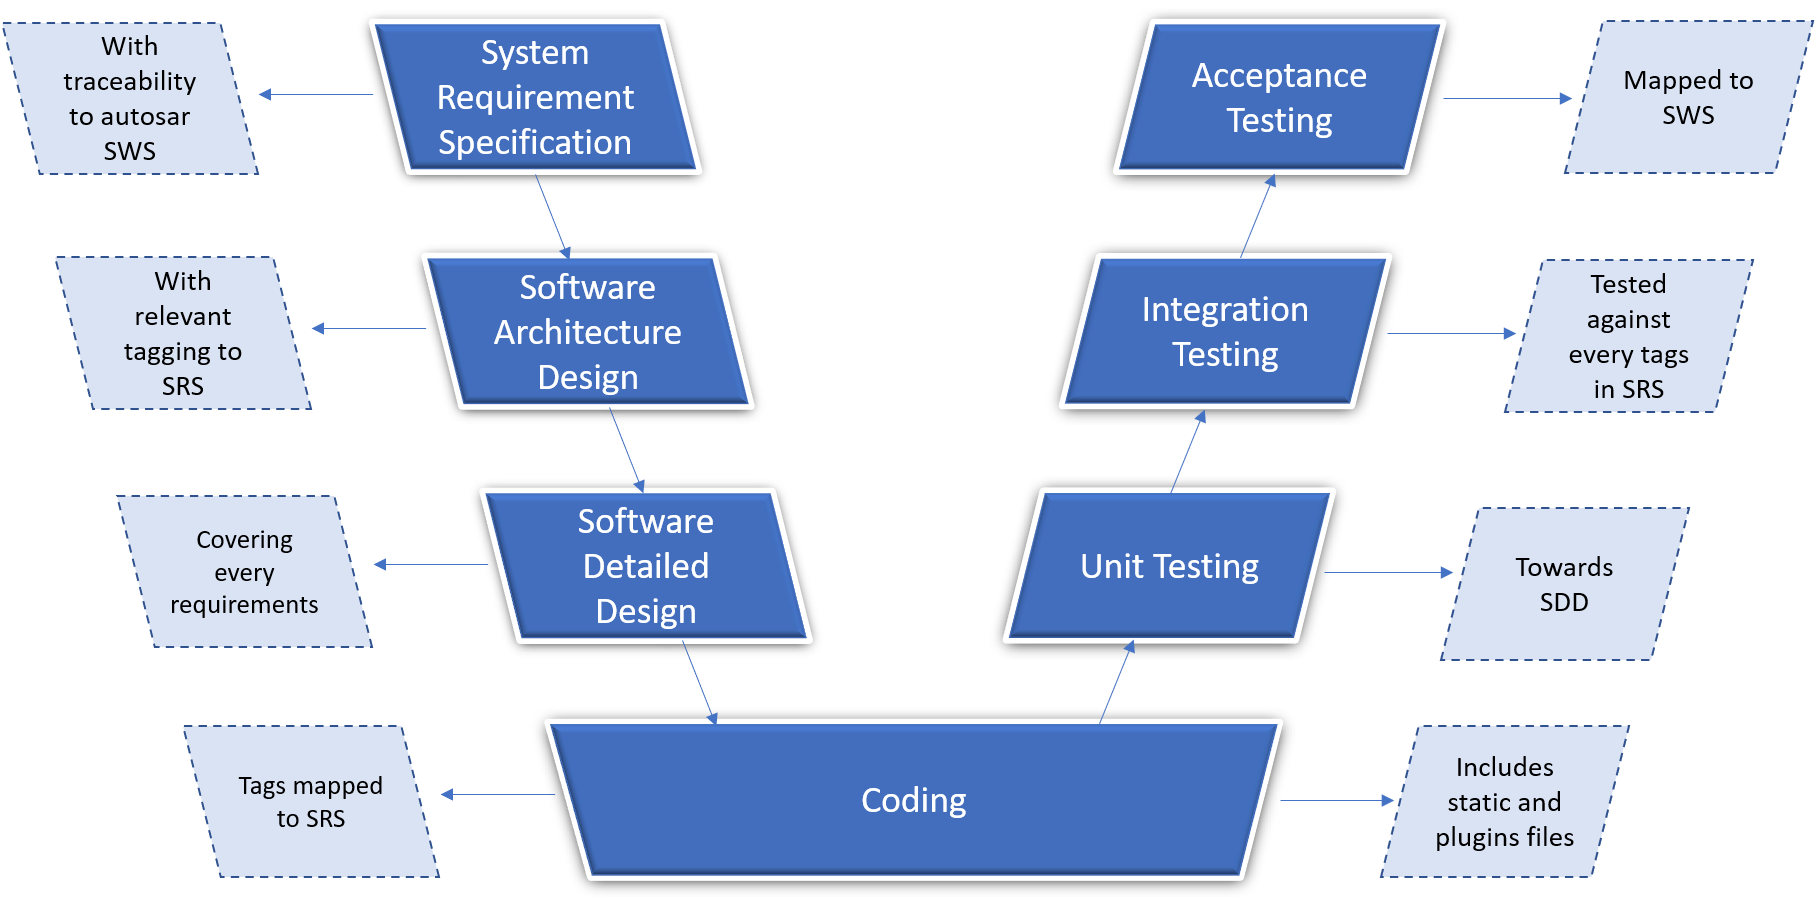 With
traceability
to autosar
SWS
System
Requirement
Specification
Acceptance
Testing
Mapped to
SWS
With
relevant
tagging to
SRS
Software
Architecture
Design
Integration
Testing
Tested
against
every tags
in SRS
Covering
every
requirements
Software
Detailed
Design
Unit Testing
Towards
SDD
Tags mapped
to SRS
Coding
Includes
static and
plugins files